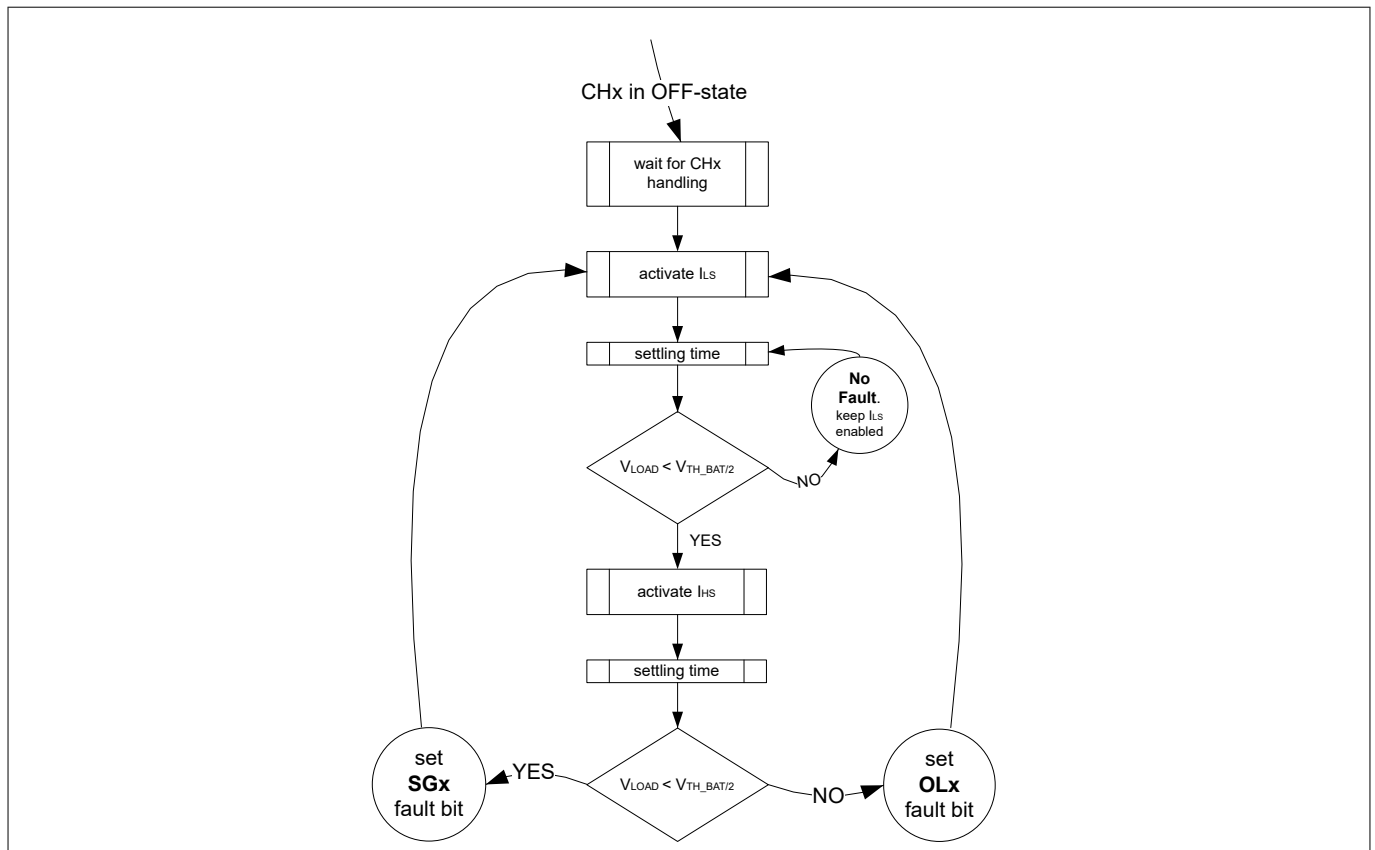 CHx in OFF-state
wait for CHx
handling
activate ILS
settling time
No
Fault.
keep ILS
enabled
VLOAD < VTH_BAT/2
NO
YES
activate IHS
settling time
set
SGx
fault bit
YES
VLOAD < VTH_BAT/2
NO
set
OLx
fault bit